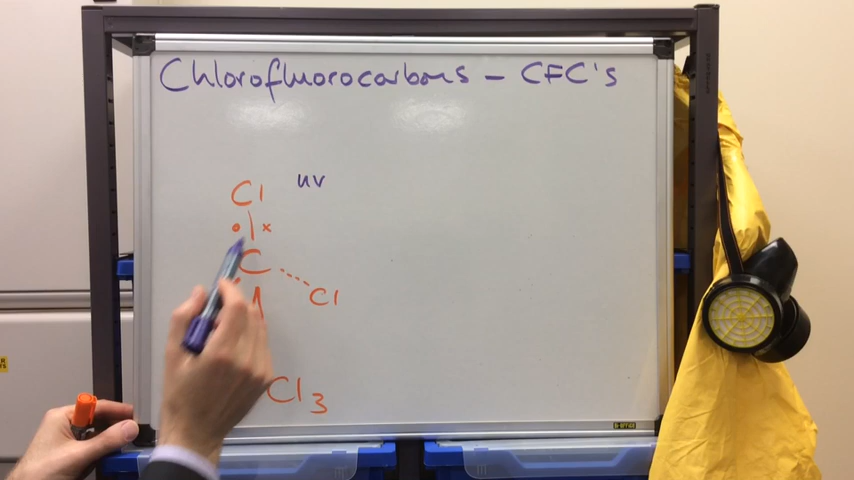 Chlorofluorocarbons – CFC's
Cl uv
C
Cl
Cl3